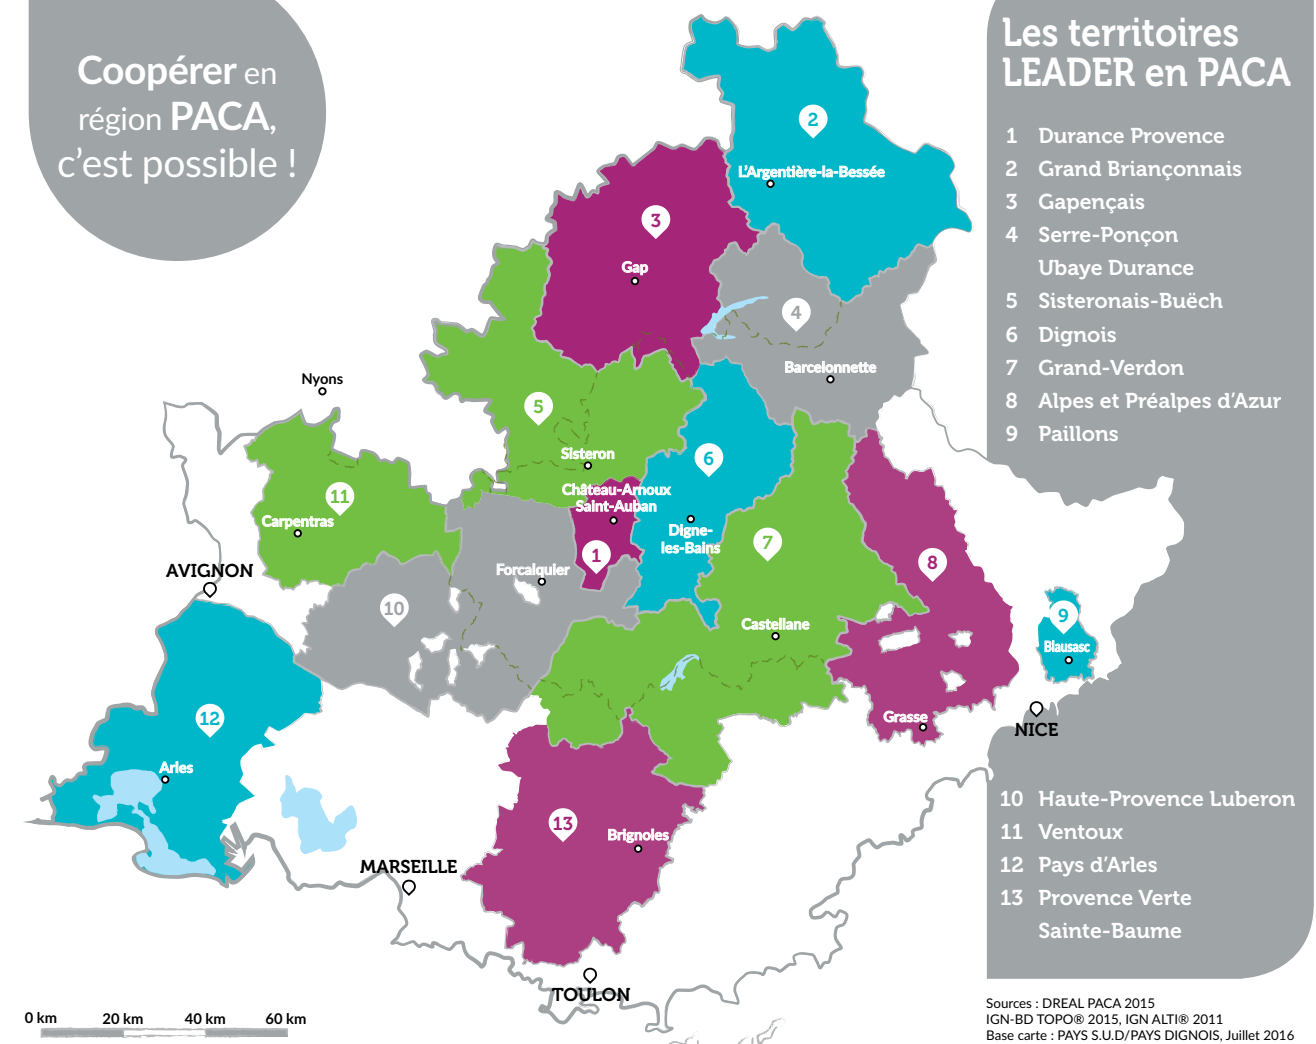 Coopérer en
région PACA,
c'est possible !
Les territoires
LEADER en PACA
1 Durance Provence
2 Grand Briançonnais
3 Gapençais
4 Serre-Ponçon
Ubaye Durance
5 Sisteronais-Buëch
6 Dignois
7 Grand-Verdon
8 Alpes et Préalpes d'Azur
9 Paillons
10 Haute-Provence Luberon
11 Ventoux
12 Pays d'Arles
13 Provence Verte
Sainte-Baume
2
L'Argentière-la-Bessée
3
Gap
4
Barcelonnette
Nyons
5
Sisteron
6
Château-Arnoux
Saint-Auban
11
Carpentras
Digne-
les-Bains
7
1
8
AVIGNON
Forcalquier
10
9
Castellane
Blausasc
12
Grasse
NICE
Arles
13
Brignoles
MARSEILLE
TOULON
0 km 20 km 40 km 60 km
Sources : DREAL PACA 2015
IGN-BD TOPO® 2015, IGN ALTI® 2011
Base carte : PAYS S.U.D/PAYS DIGNOIS, Juillet 2016